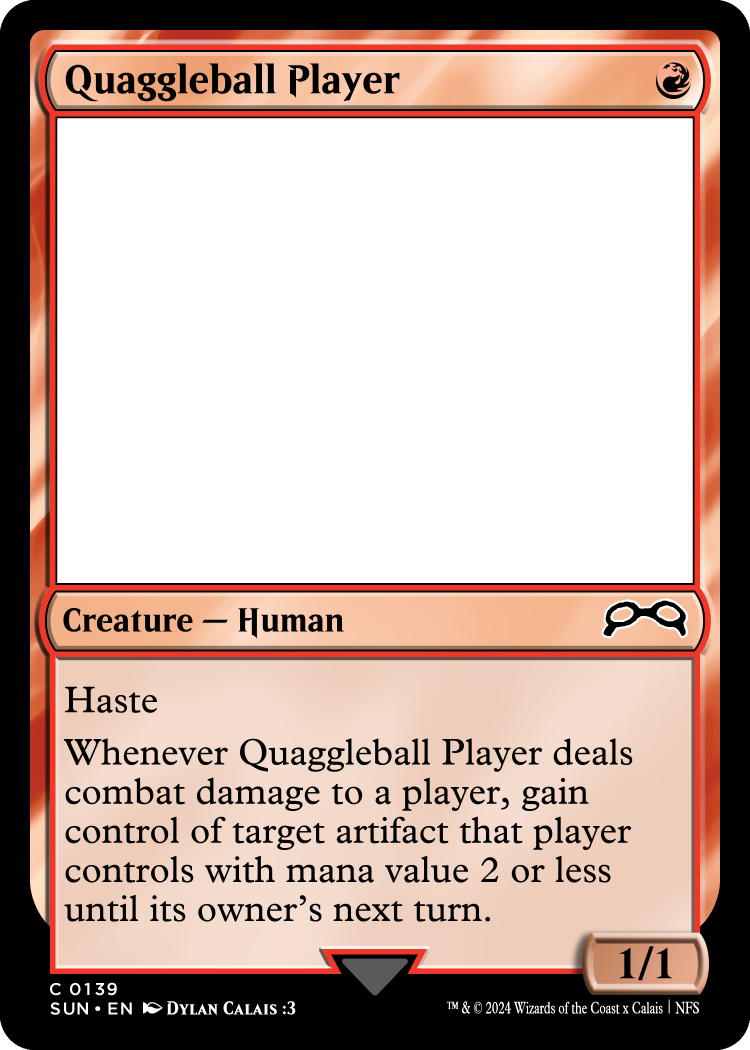 Quaggleball Player
Creature — Human
Haste
Whenever Quaggleball Player deals
combat damage to a player, gain
control of target artifact that player
controls with mana value 2 or less
until its owner's next turn.
1/1
C 0139
SUN • EN Dylan Calais :3
™ & © 2024 Wizards of the Coast x Calais | NFS